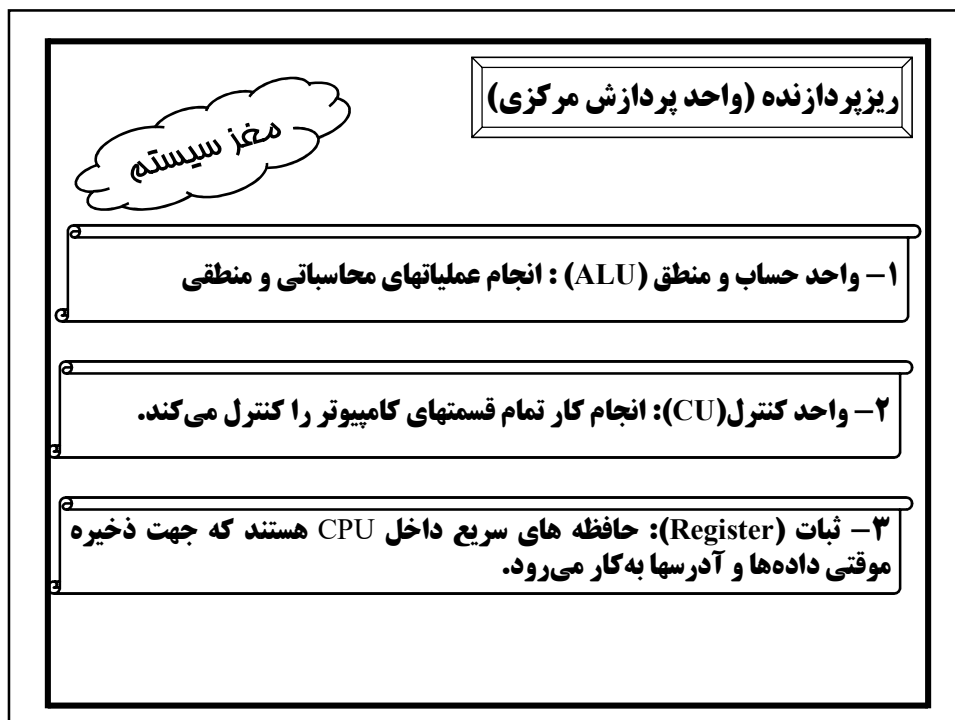 ریزپردازنده (واحد پردازش مرکزی)
مغز سیستم
۱– واحد حساب و منطق (ALU) : انجام عملیاتهای محاسباتی و منطقی
۲– واحد کنترل(CU): انجام کار تمام قسمتهای کامپیوتر را کنترل می‌کند.
۳– ثبات (Register): حافظه های سریع داخل CPU هستند که جهت ذخیره
موقتی داده‌ها و آدرسها به‌کار می‌رود.